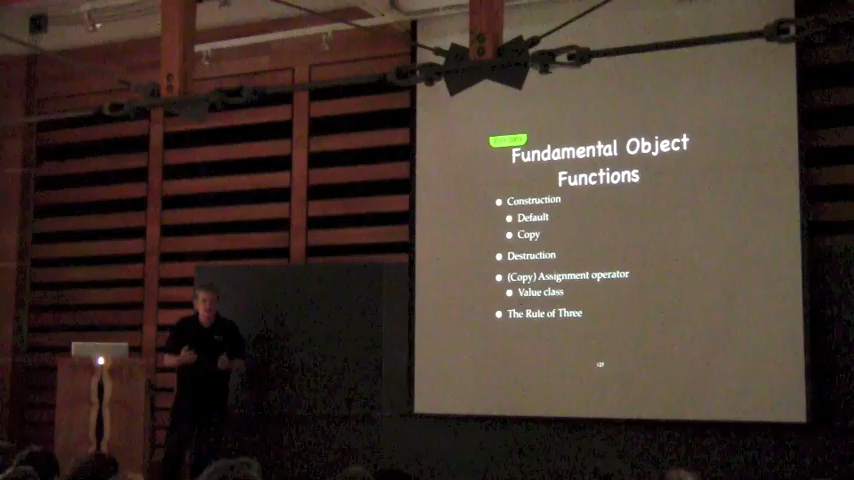 Fundamental Object
Functions
Construction
Default
Copy
Destruction
(Copy) Assignment operator
Value class
The Rule of Three